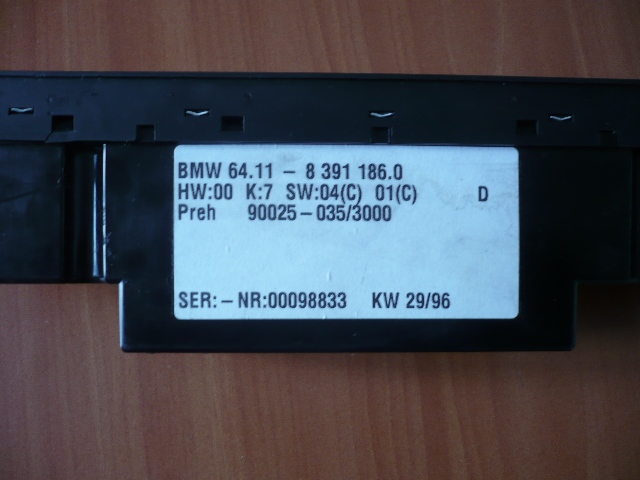 BMW 64.11 – 8 391 186.0
HW:00 K:7 SW:04(C) 01(C) D
Preh 90025–035/3000
SER:–NR:00098833 KW 29/96